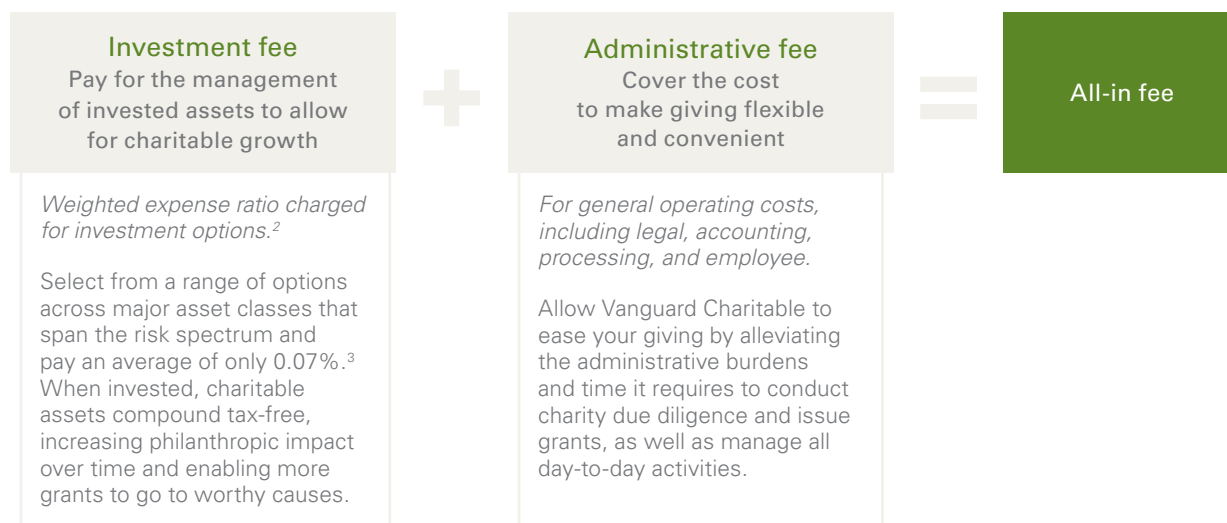 Investment fee
Pay for the management
of invested assets to allow
for charitable growth
+
Administrative fee
Cover the cost
to make giving flexible
and convenient
=
All-in fee
Weighted expense ratio charged
for investment options.²
Select from a range of options
across major asset classes that
span the risk spectrum and
pay an average of only 0.07%.³
When invested, charitable
assets compound tax-free,
increasing philanthropic impact
over time and enabling more
grants to go to worthy causes.
For general operating costs,
including legal, accounting,
processing, and employee.
Allow Vanguard Charitable to
ease your giving by alleviating
the administrative burdens
and time it requires to conduct
charity due diligence and issue
grants, as well as manage all
day-to-day activities.